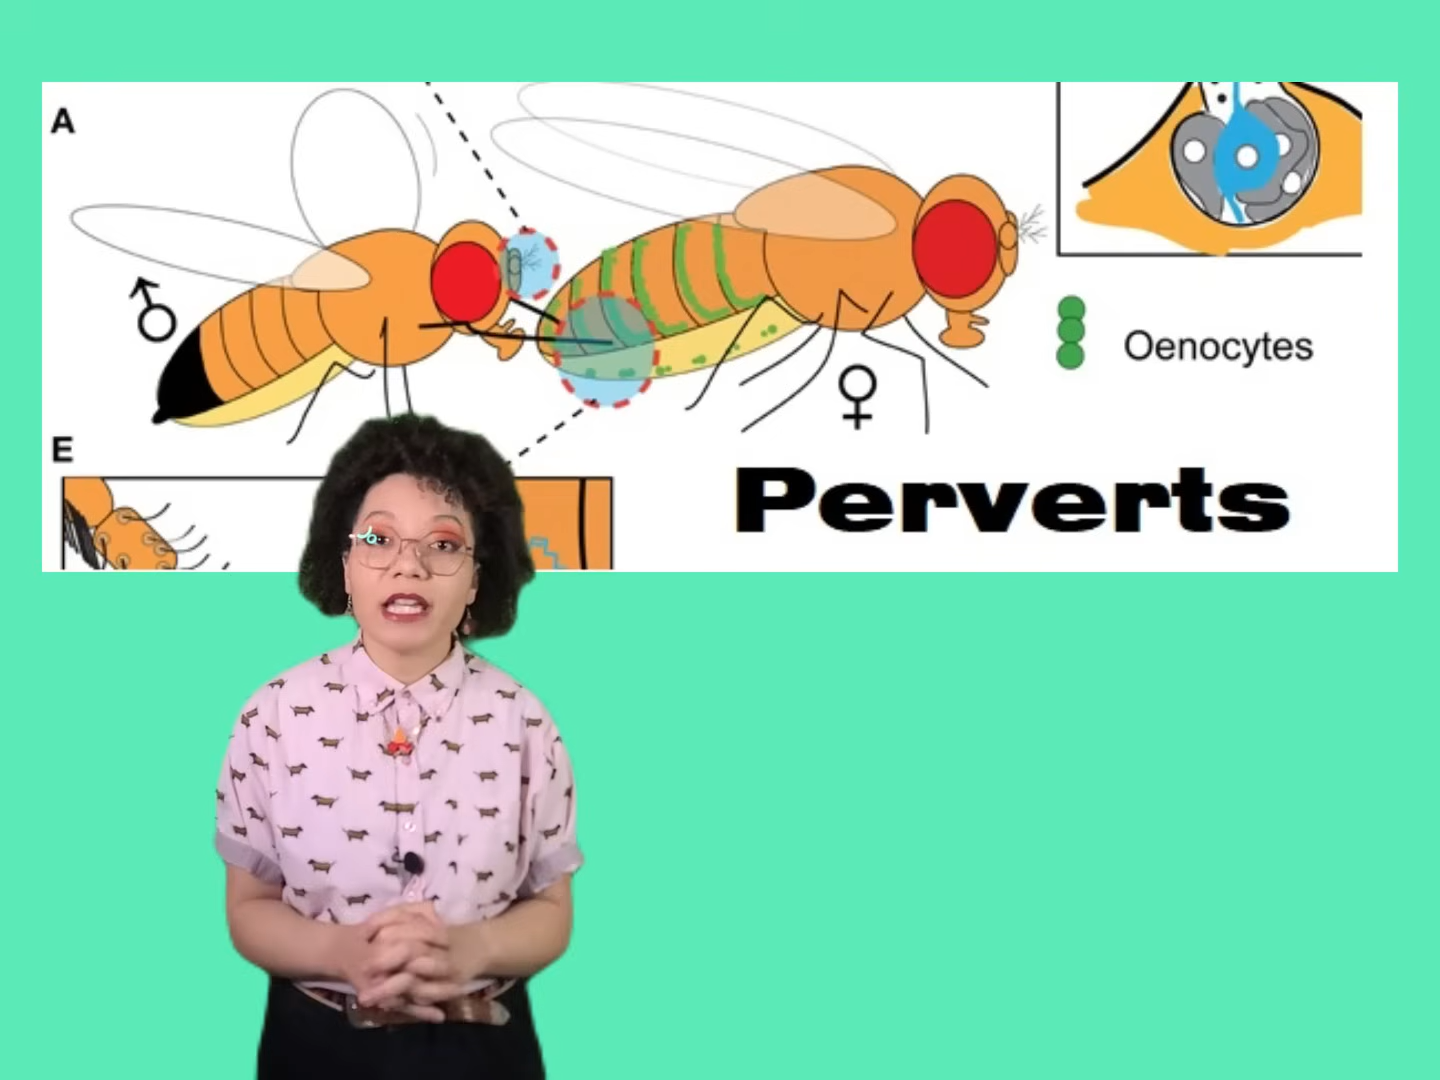 A
♂
♀
Oenocytes
E
Perverts